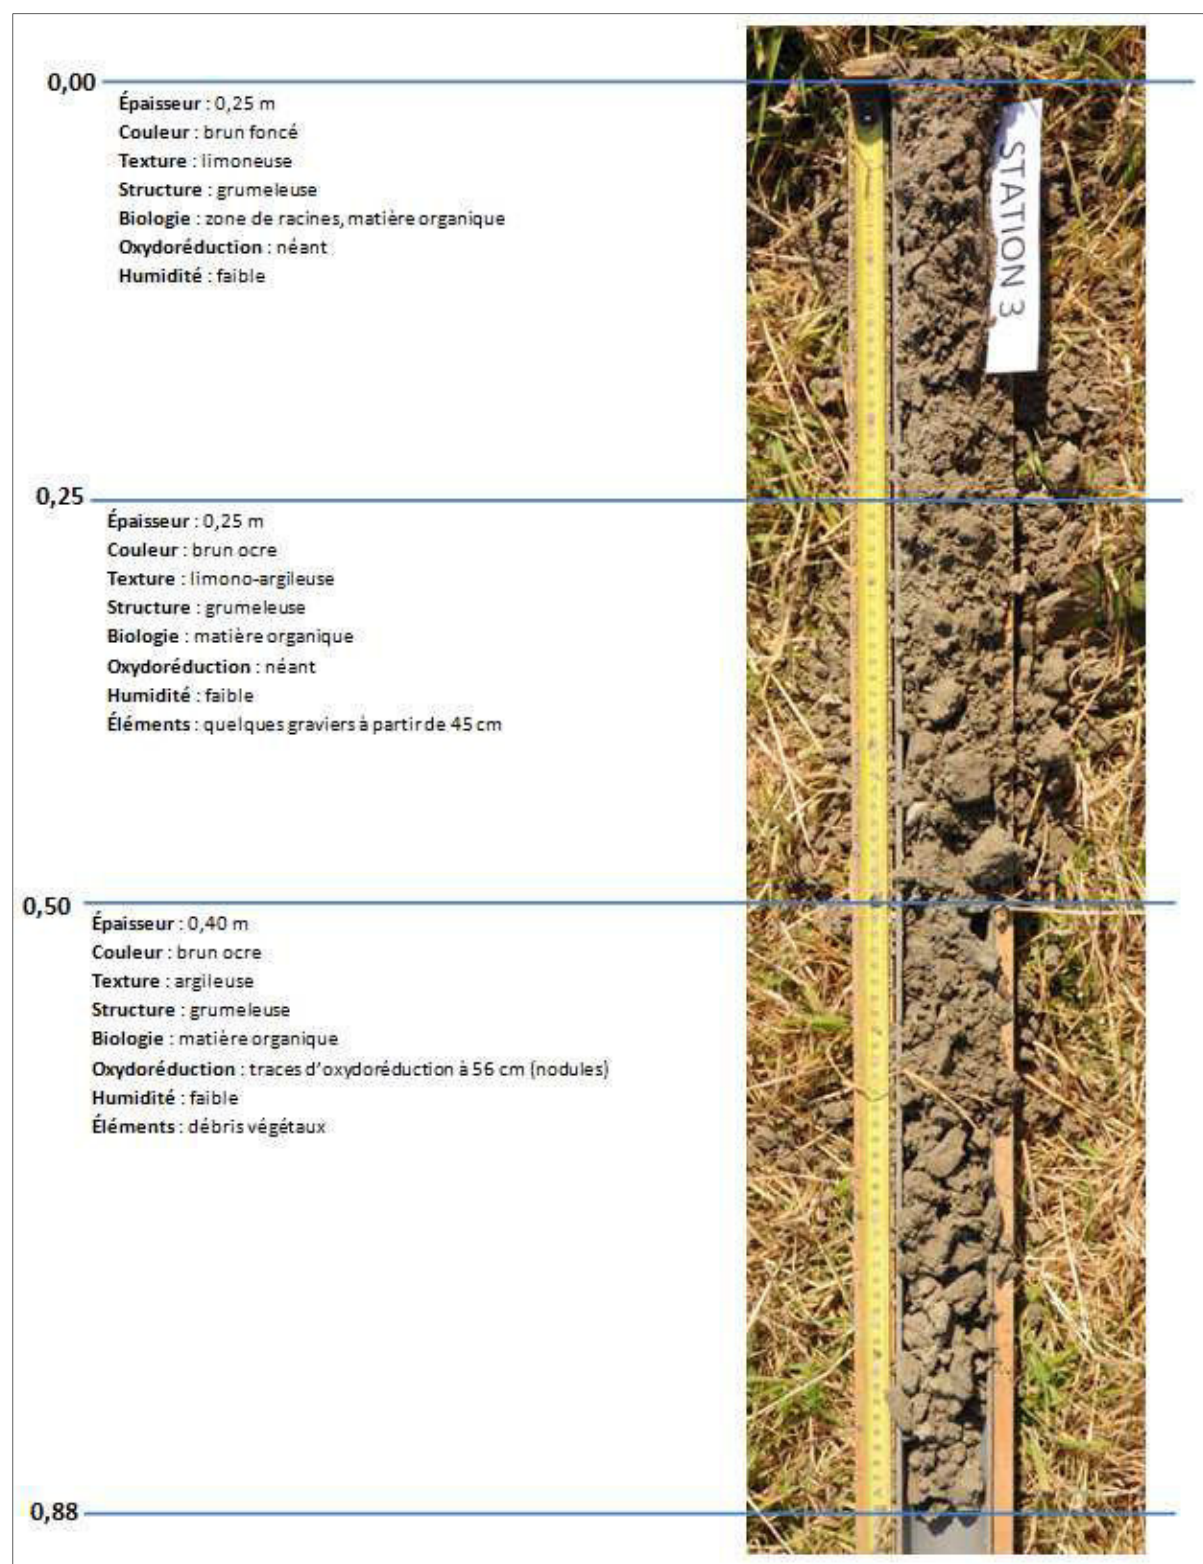 0,00
Épaisseur : 0,25 m
Couleur : brun foncé
Texture : limoneuse
Structure : grumeleuse
Biologie : zone de racines, matière organique
Oxydoréduction : néant
Humidité : faible
STATION 3
0,25
Épaisseur : 0,25 m
Couleur : brun ocre
Texture : limono-argileuse
Structure : grumeleuse
Biologie : matière organique
Oxydoréduction : néant
Humidité : faible
Éléments : quelques graviers à partir de 45 cm
0,50
Épaisseur : 0,40 m
Couleur : brun ocre
Texture : argileuse
Structure : grumeleuse
Biologie : matière organique
Oxydoréduction : traces d'oxydoréduction à 56 cm (nodules)
Humidité : faible
Éléments : débris végétaux
0,88